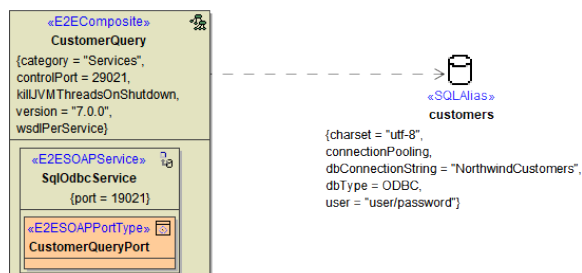 «E2EComposite»
CustomerQuery
{category = "Services",
controlPort = 29021,
killJVMThreadsOnShutdown,
version = "7.0.0",
wsdlPerService}
«E2ESOAPService»
SqlOdbcService
{port = 19021}
«E2ESOAPPortType»
CustomerQueryPort
«SQLAlias»
customers
{charset = "utf-8",
connectionPooling,
dbConnectionString = "NorthwindCustomers",
dbType = ODBC,
user = "user/password"}